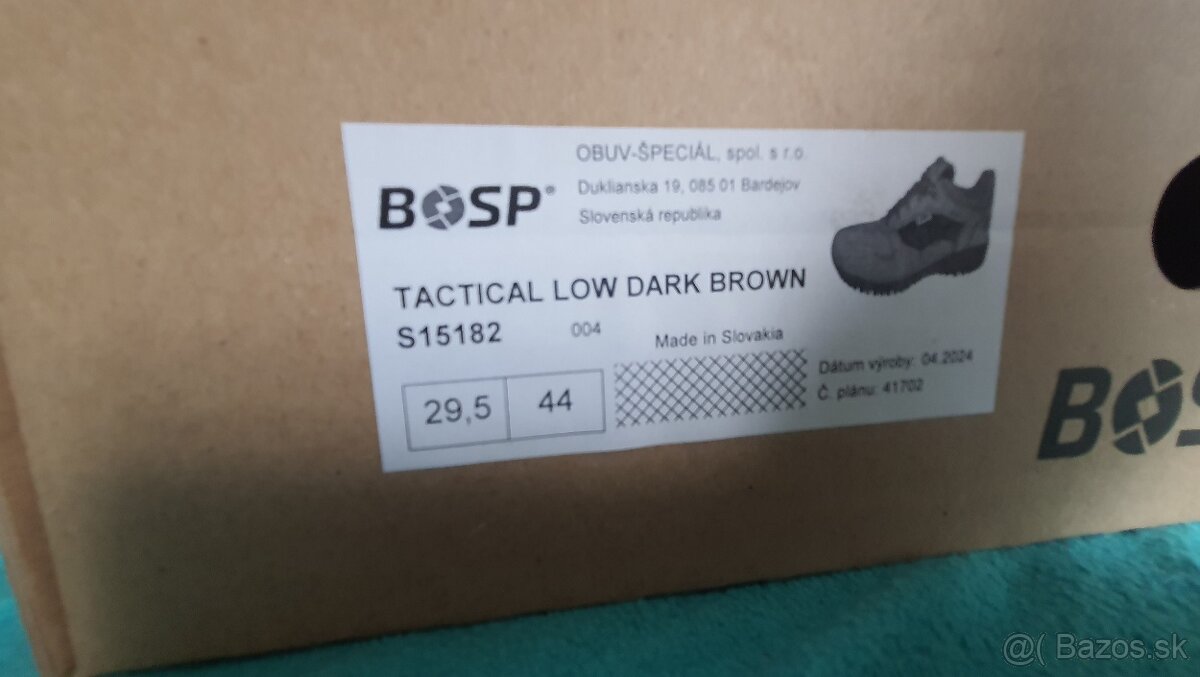 OBUV-ŠPECIÁL, spol. s r.o.
BOSP®
Duklianska 19, 085 01 Bardejov
Slovenská republika
TACTICAL LOW DARK BROWN
S15182 004
Made in Slovakia
29,5 44
Dátum výroby: 04.2024
Č. plánu: 41702
BOS
@( Bazos.sk